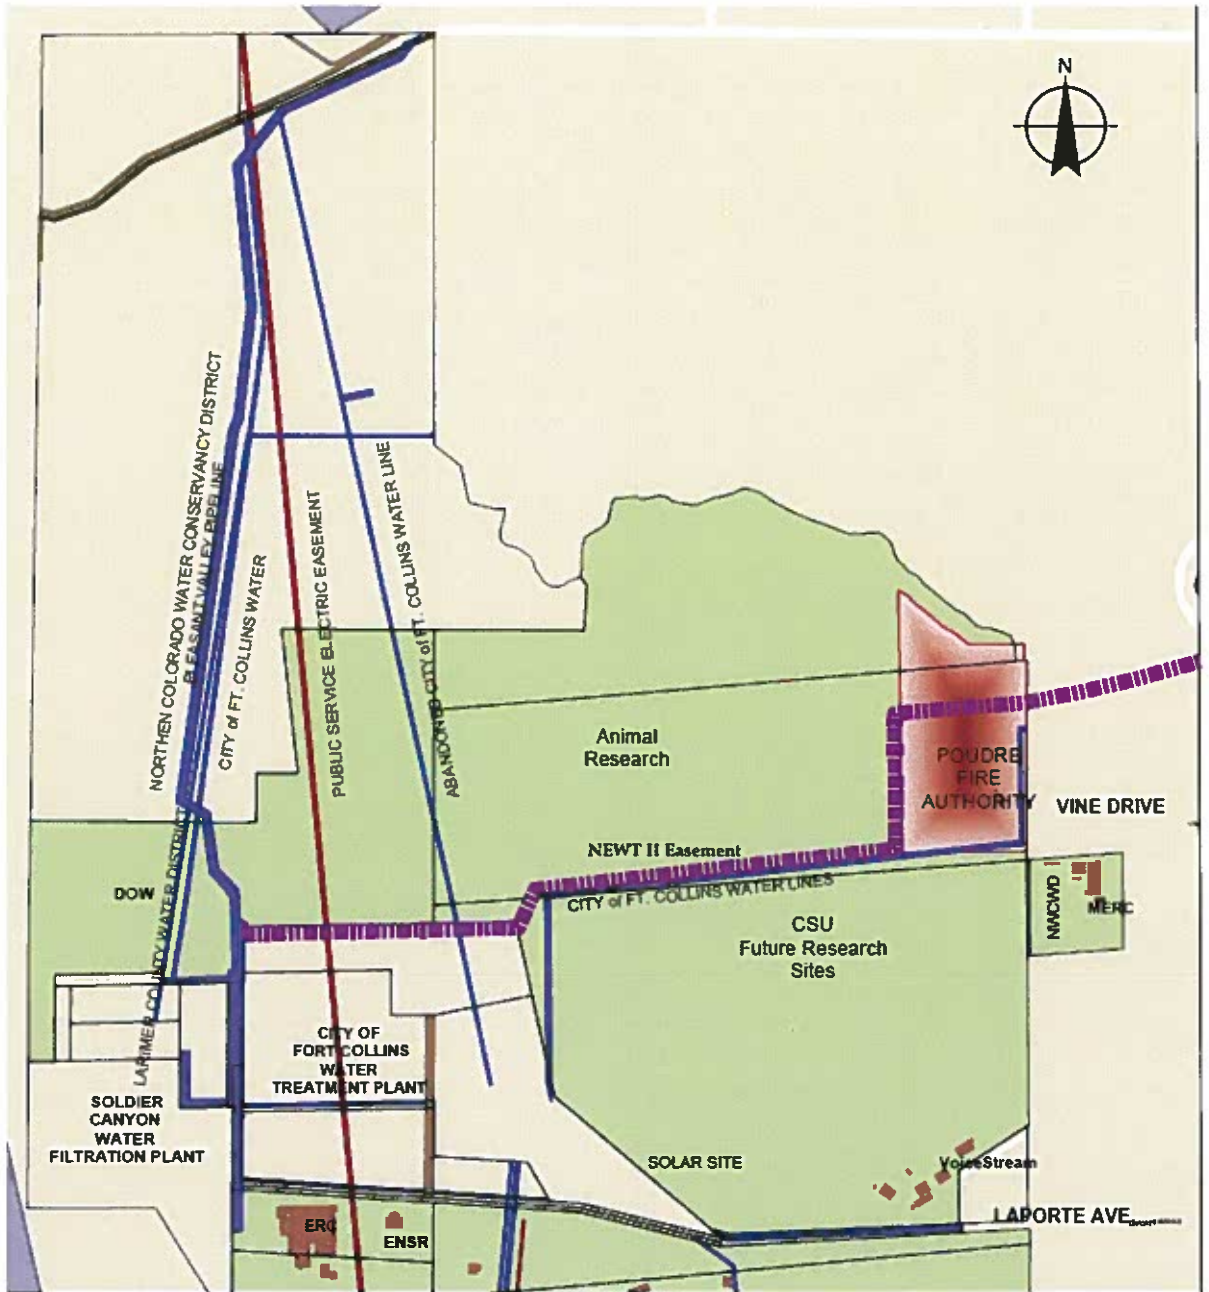 N
NORTHEN COLORADO WATER CONSERVANCY DISTRICT
PLEASANT VALLEY PIPELINE
CITY of FT. COLLINS WATER
PUBLIC SERVICE ELECTRIC EASEMENT
ABANDONED CITY of FT. COLLINS WATER LINE
Animal
Research
POUDRE
FIRE
AUTHORITY
VINE DRIVE
NEWT II Easement
CITY of FT. COLLINS WATER LINES
DOW
LARIMER COUNTY WATER DISTRICT
CSU
Future Research
Sites
NWCWD
MERC
CITY OF
FORT COLLINS
WATER
TREATMENT PLANT
SOLDIER
CANYON
WATER
FILTRATION PLANT
SOLAR SITE
VoiceStream
LAPORTE AVE
ERC
ENSR